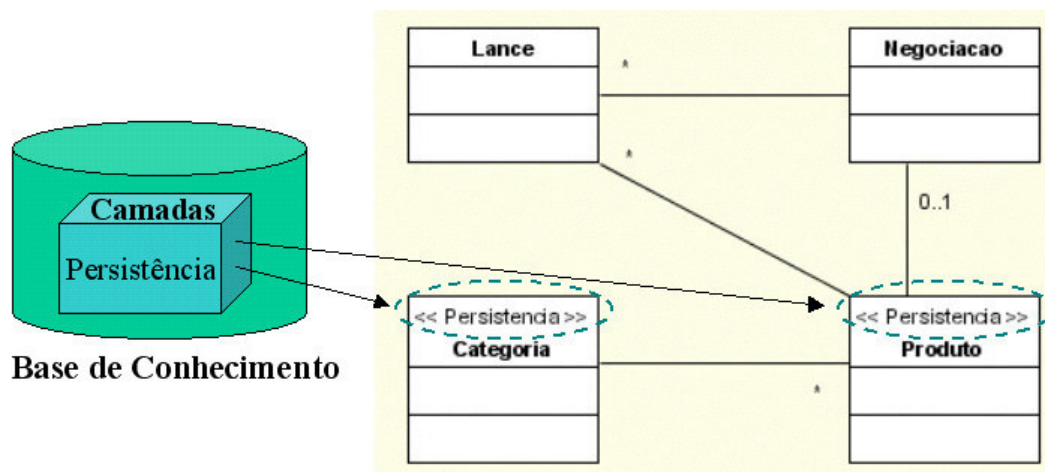 Lance
Negociacao
*
*
0..1
Camadas
Persistência
<< Persistencia >>
<< Persistencia >>
Categoria
Produto
*
Base de Conhecimento